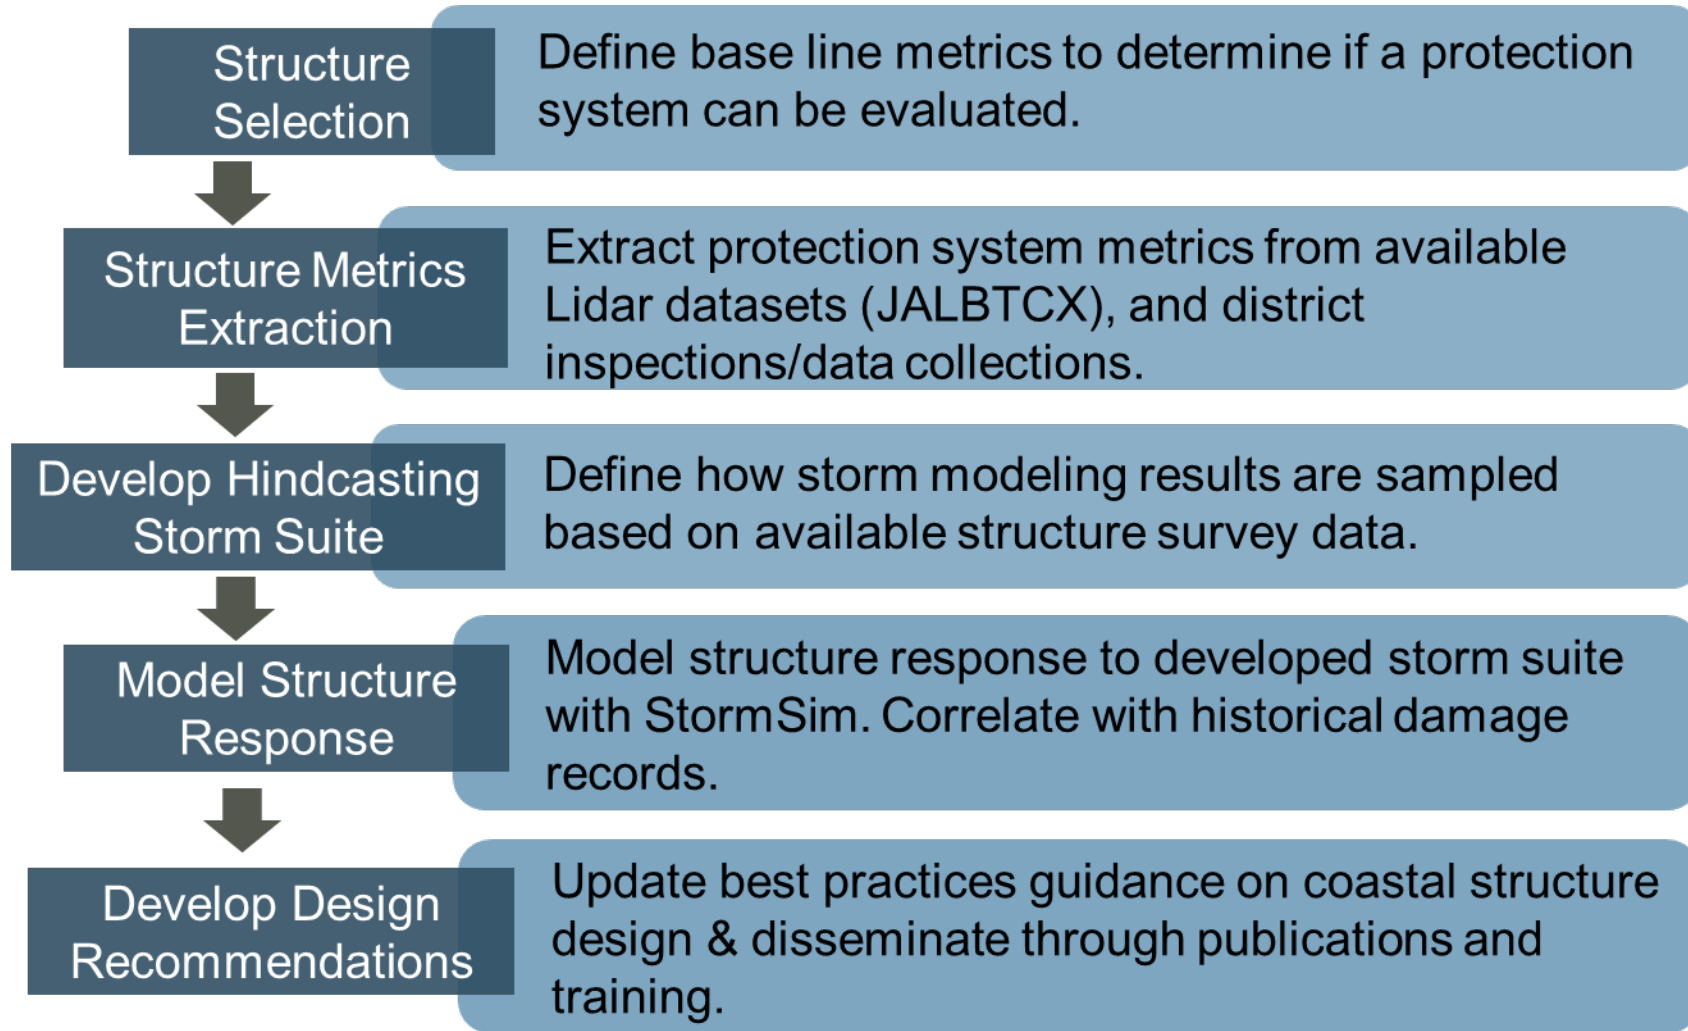 Structure
Selection
Define base line metrics to determine if a protection
system can be evaluated.
Structure Metrics
Extraction
Extract protection system metrics from available
Lidar datasets (JALBTCX), and district
inspections/data collections.
Develop Hindcasting
Storm Suite
Define how storm modeling results are sampled
based on available structure survey data.
Model Structure
Response
Model structure response to developed storm suite
with StormSim. Correlate with historical damage
records.
Develop Design
Recommendations
Update best practices guidance on coastal structure
design & disseminate through publications and
training.